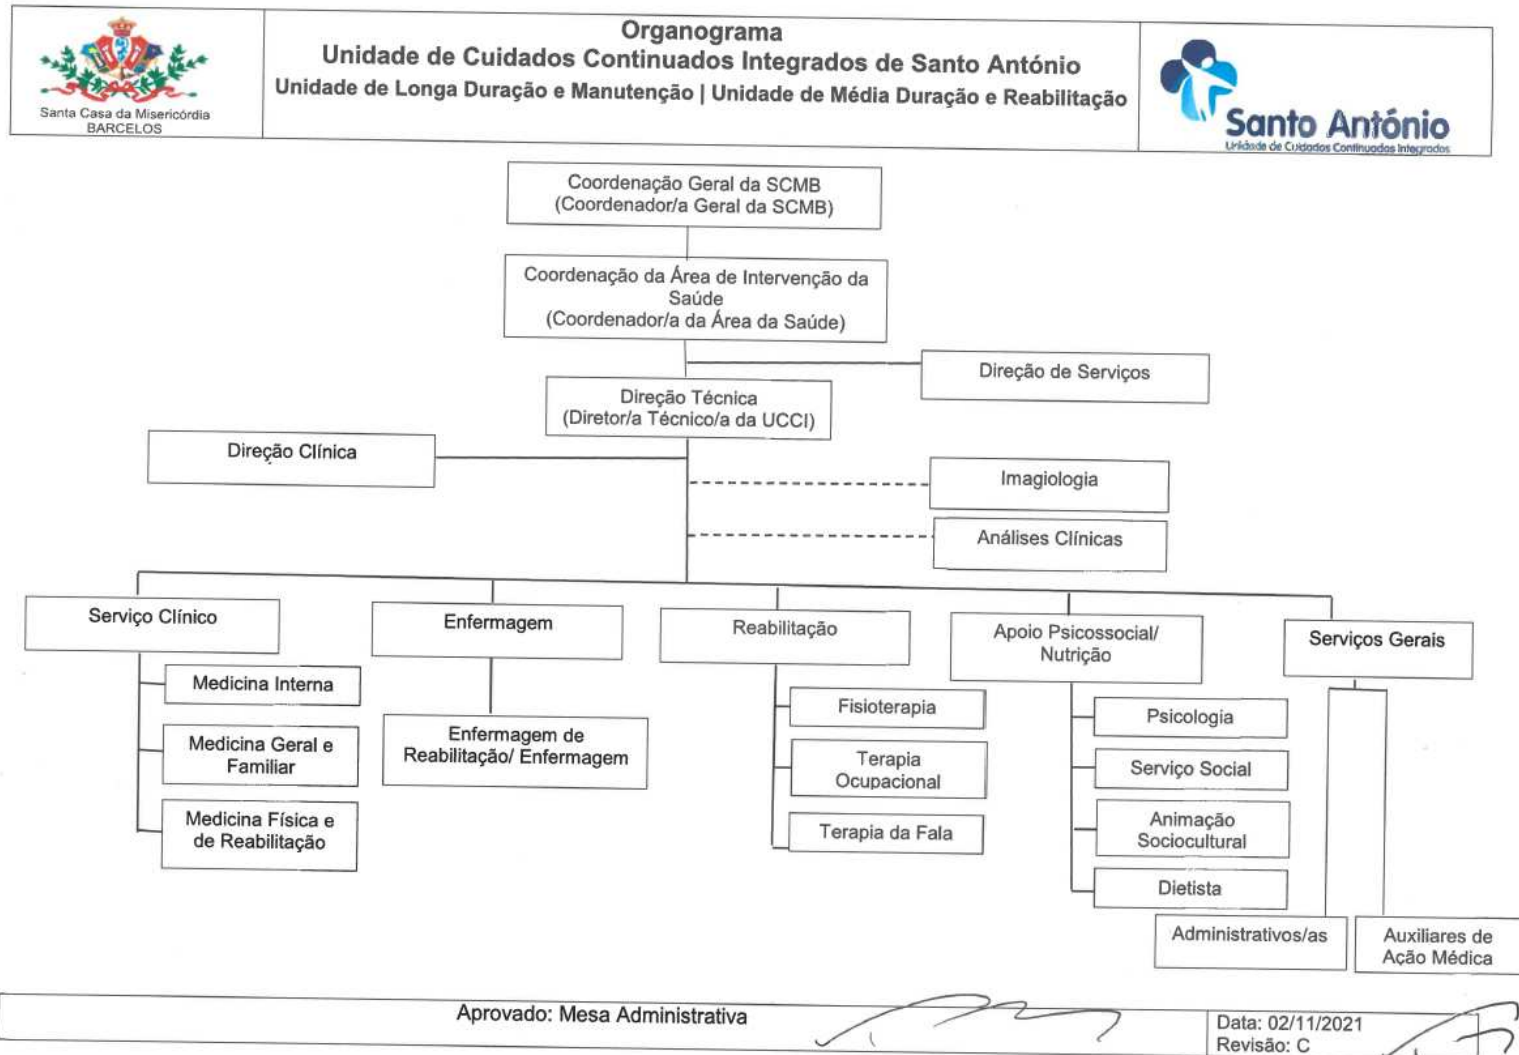 Santa Casa da Misericórdia
BARCELOS
Organograma
Unidade de Cuidados Continuados Integrados de Santo António
Unidade de Longa Duração e Manutenção | Unidade de Média Duração e Reabilitação
Santo António
Unidade de Cuidados Continuados Integrados
Coordenação Geral da SCMB
(Coordenador/a Geral da SCMB)
Coordenação da Área de Intervenção da
Saúde
(Coordenador/a da Área da Saúde)
Direção de Serviços
Direção Técnica
(Diretor/a Técnico/a da UCCI)
Direção Clínica
Imagiologia
Análises Clínicas
Serviço Clínico
Medicina Interna
Medicina Geral e
Familiar
Medicina Física e
de Reabilitação
Enfermagem
Enfermagem de
Reabilitação/ Enfermagem
Reabilitação
Fisioterapia
Terapia
Ocupacional
Terapia da Fala
Apoio Psicossocial/
Nutrição
Psicologia
Serviço Social
Animação
Sociocultural
Dietista
Serviços Gerais
Administrativos/as
Auxiliares de
Ação Médica
Aprovado: Mesa Administrativa
Data: 02/11/2021
Revisão: C